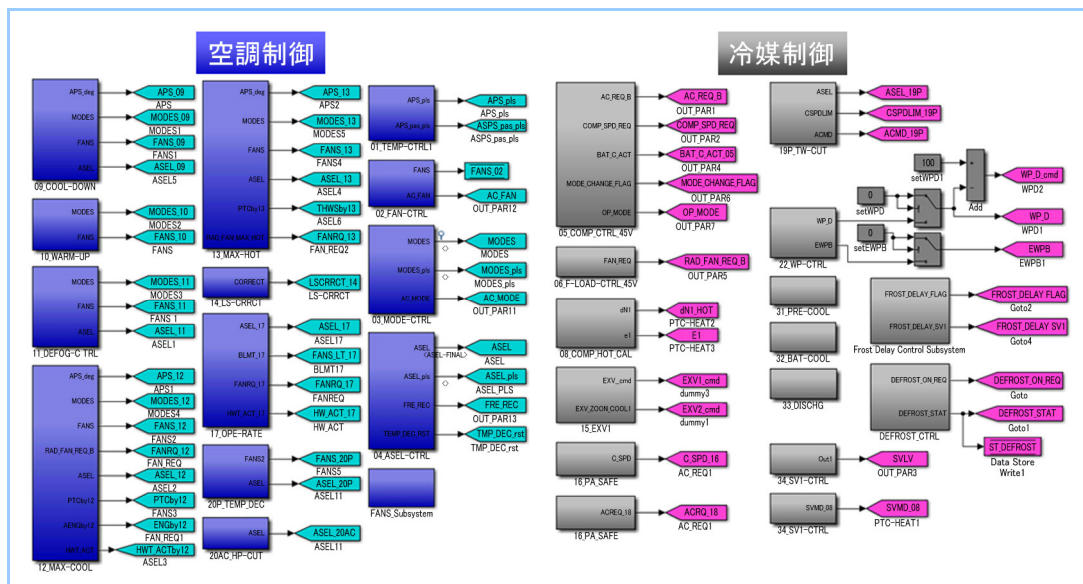 空調制御
冷媒制御
APS_deg
MODES
FANS
ASEL
09_COOL-DOWN
APS_09
APS
MODES_09
MODES1
FANS_09
FANS1
ASEL_09
ASEL5
MODES
FANS
10_WARM-UP
MODES_10
MODES2
FANS_10
FANS
MODES
FANS
ASEL
11_DEFOG-C TRL
MODES_11
MODES3
FANS_11
FANS 1
ASEL_11
ASEL1
APS_deg
MODES
FANS
RAD_FAN_REQ_B
ASEL
PTCby12
AENGby12
HWT_ACT
12_MAX-COOL
APS_12
APS1
MODES_12
MODES4
FANS_12
FANS2
FANRQ_12
FAN_REQ
ASEL_12
ASEL2
PTCby12
FANS3
ENGby12
FAN_REQ1
HWT_ACTby12
ASEL3
APS_deg
MODES
FANS
ASEL
PTCby13
RAD_FAN_MAX_HOT
13_MAX-HOT
APS_13
APS2
MODES_13
MODES5
FANS_13
FANS4
ASEL_13
ASEL4
THWSby13
ASEL6
FANRQ_13
FAN_REQ2
CORRECT
14_LS-CRRCT
LSCRRCT_14
LS-CRRCT
ASEL_17
BLMT_17
FANRQ_17
HWT_ACT_17
17_OPE-RATE
ASEL_17
ASEL17
FANS_LT_17
BLMT17
FANRQ_17
FANREQ
HW_ACT_17
HW_ACT
FANS2
ASEL
20P_TEMP_DEC
FANS_20P
FANS5
ASEL_20P
ASEL11
ASEL
20AC_HP-CUT
ASEL_20AC
ASEL11
APS_pls
APS_pas_pls
01_TEMP-CTRL1
APS_pls
APS_pls
ASPS_pas_pls
ASPS_pas_pls
FANS
AC_FAN
02_FAN-CTRL
FANS_02
AC_FAN
OUT_PAR12
MODES
MODES_pls
AC_MODE
03_MODE-CTRL
MODES
MODES
MODES_pls
MODES_pls
AC_MODE
OUT_PAR11
ASEL
<ASEL-FINAL>
ASEL_pls
FRE_REC
TEMP_DEC_RST
04_ASEL-CTRL
ASEL
ASEL
ASEL_pls
ASEL_PLS
FRE_REC
OUT_PAR13
TMP_DEC_rst
TMP_DEC_rst
FANS_Subsystem
AC_REQ_B
COMP_SPD_REQ
BAT_C_ACT
MODE_CHANGE_FLAG
OP_MODE
05_COMP_CTRL_45V
AC_REQ_B
OUT_PAR1
COMP_SPD_REQ
OUT_PAR2
BAT_C_ACT_05
OUT_PAR4
MODE_CHANGE_FLAG
OUT_PAR6
OP_MODE
OUT_PAR7
FAN_REQ
06_F-LOAD-CTRL_45V
RAD_FAN_REQ_B
OUT_PAR5
dN1
e1
08_COMP_HOT_CAL
dN1_HOT
PTC-HEAT2
E1
PTC-HEAT3
EXV_cmd
EXV_ZOON_COOL1
15_EXV1
EXV1_cmd
dummy3
EXV2_cmd
dummy1
C_SPD
16_PA_SAFE
C_SPD_18
AC_REQ1
ACREQ_18
16_PA_SAFE
ACRQ_18
AC_REQ1
ASEL
CSPDLIM
ACMD
19P_TW-CUT
ASEL_19P
CSPDLIM_19P
ACMD_19P
100
setWPD1
0
setWPD
0
setEWPB
Add
WP_D
EWPB
22_WP-CTRL
WP_D_cmd
WPD2
WP_D
WPD1
EWPB
EWPB1
31_PRE-COOL
32_BAT-COOL
33_DISCHG
FROST_DELAY_FLAG
FROST_DELAY_SV1
Frost Delay Control Subsystem
FROST_DELAY FLAG
Goto2
FROST_DELAY SV1
Goto4
DEFROST_ON_REQ
DEFROST_STAT
DEFROST_CTRL
DEFROST_ON_REQ
Goto
DEFROST_STAT
Goto1
ST_DEFROST
Data Store
Write1
Out1
34_SV1-CTRL
SVLV
OUT_PAR3
SVMD_08
34_SV1-CTRL
SVMD_08
PTC-HEAT1